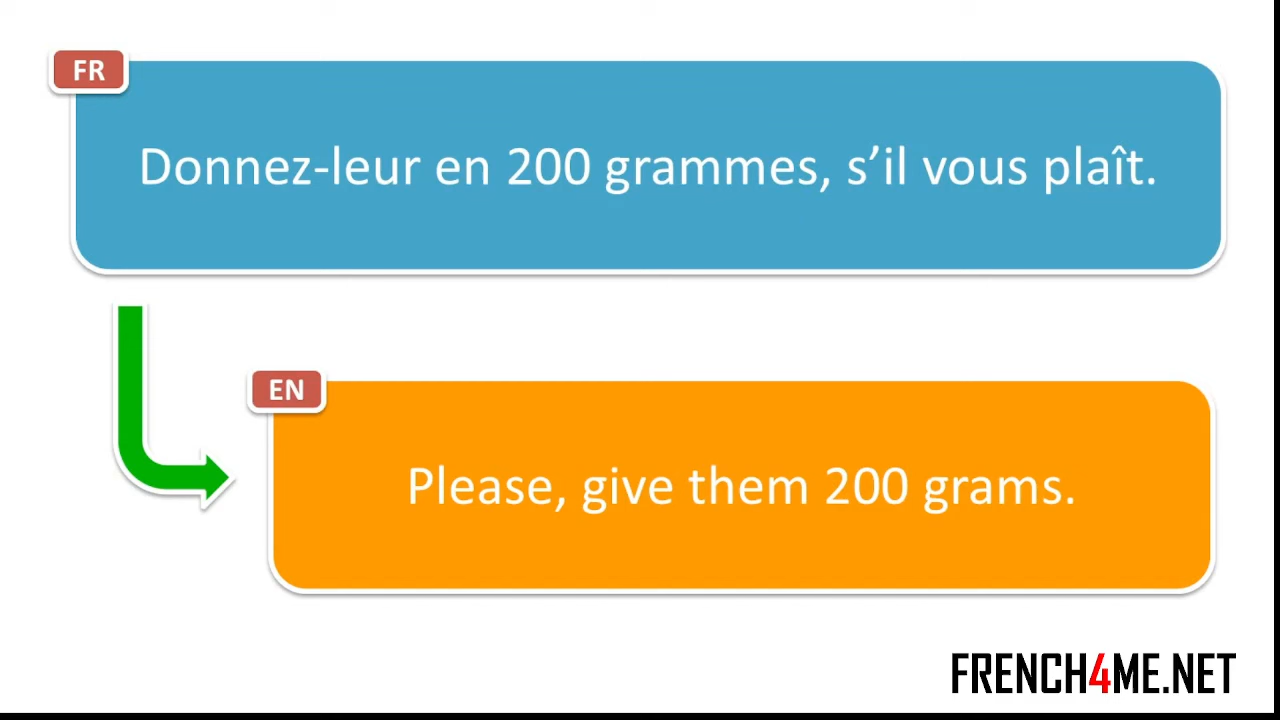 FR
Donnez-leur en 200 grammes, s’il vous plaît.
EN
Please, give them 200 grams.
FRENCH4ME.NET